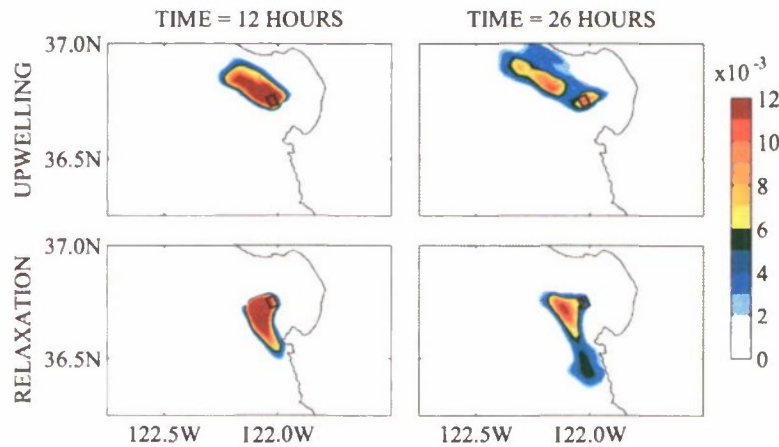 TIME = 12 HOURS
TIME = 26 HOURS
UPWELLING
37.0N
36.5N
x10-3
12
10
8
6
4
2
0
RELAXATION
37.0N
36.5N
122.5W
122.0W
122.5W
122.0W